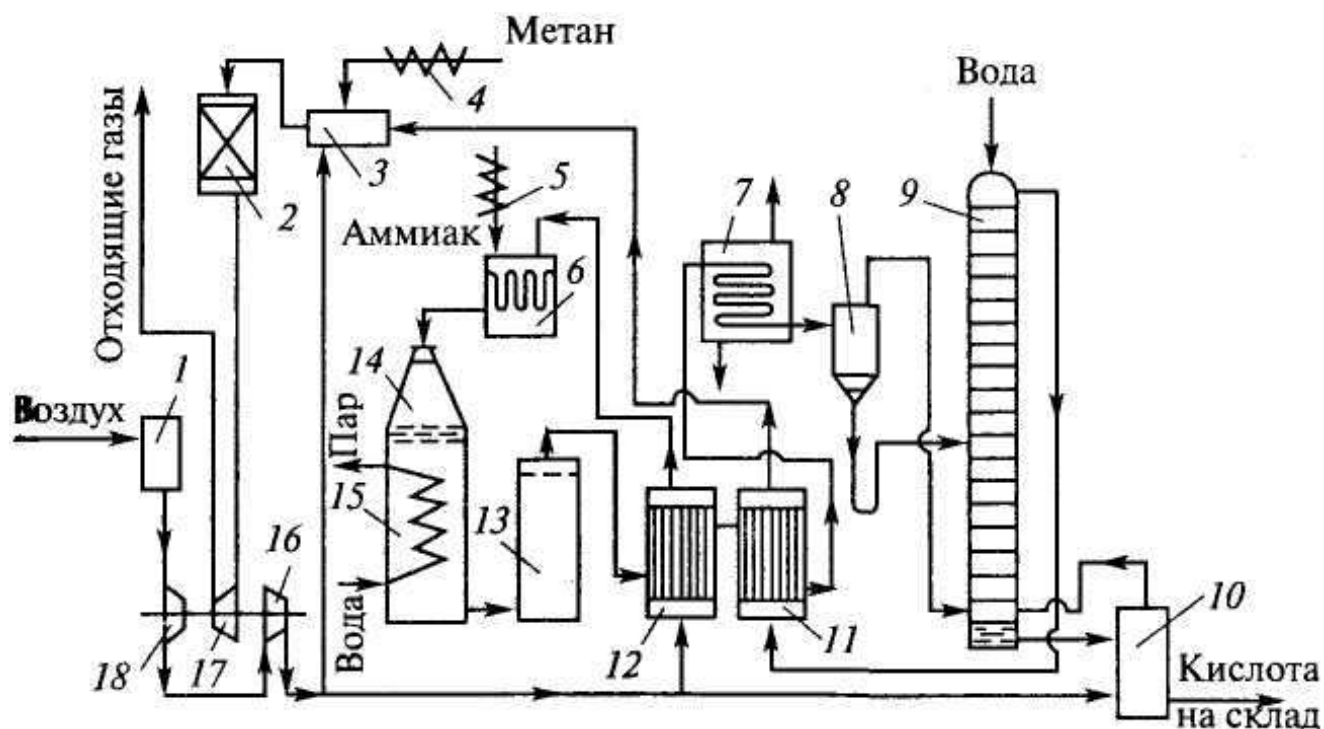 Метан
Вода
4
3
2
5
Аммиак
6
7
8
9
Отходящие газы
1
Воздух
14
Пар
15
13
16
10
Вода
12
11
18
17
Кислота
на склад